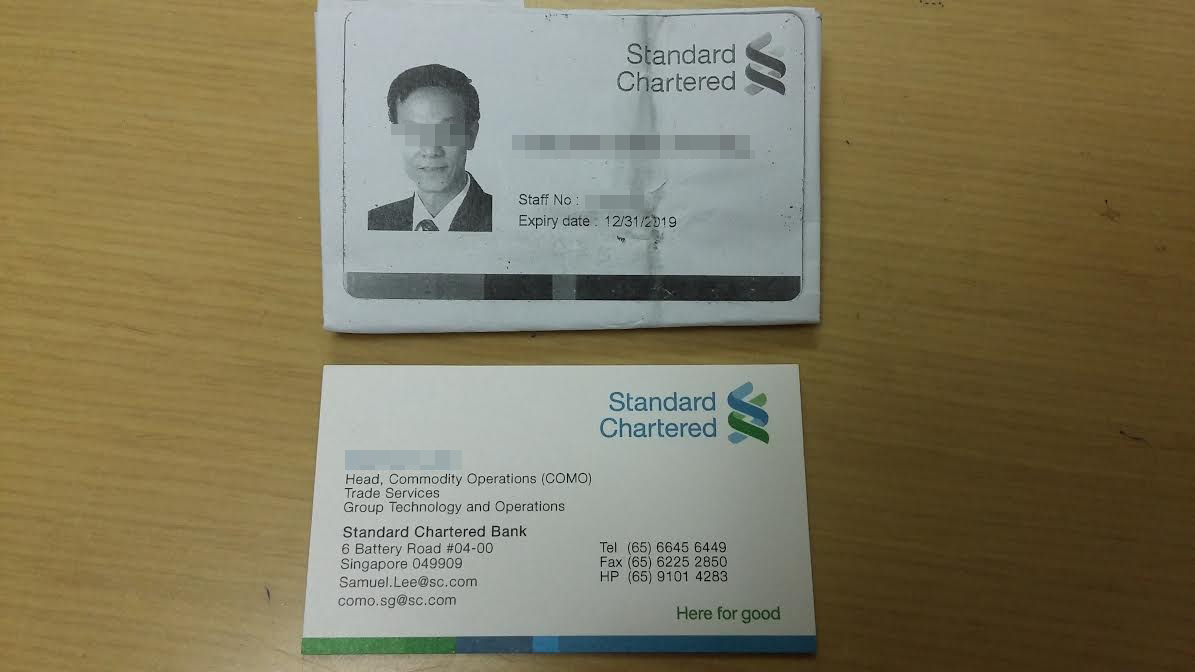 Standard
Chartered
Staff No :
Expiry date : 12/31/2019
Standard
Chartered
Head, Commodity Operations (COMO)
Trade Services
Group Technology and Operations
Standard Chartered Bank
6 Battery Road #04-00
Singapore 049909
Samuel.Lee@sc.com
como.sg@sc.com
Tel (65) 6645 6449
Fax (65) 6225 2850
HP (65) 9101 4283
Here for good